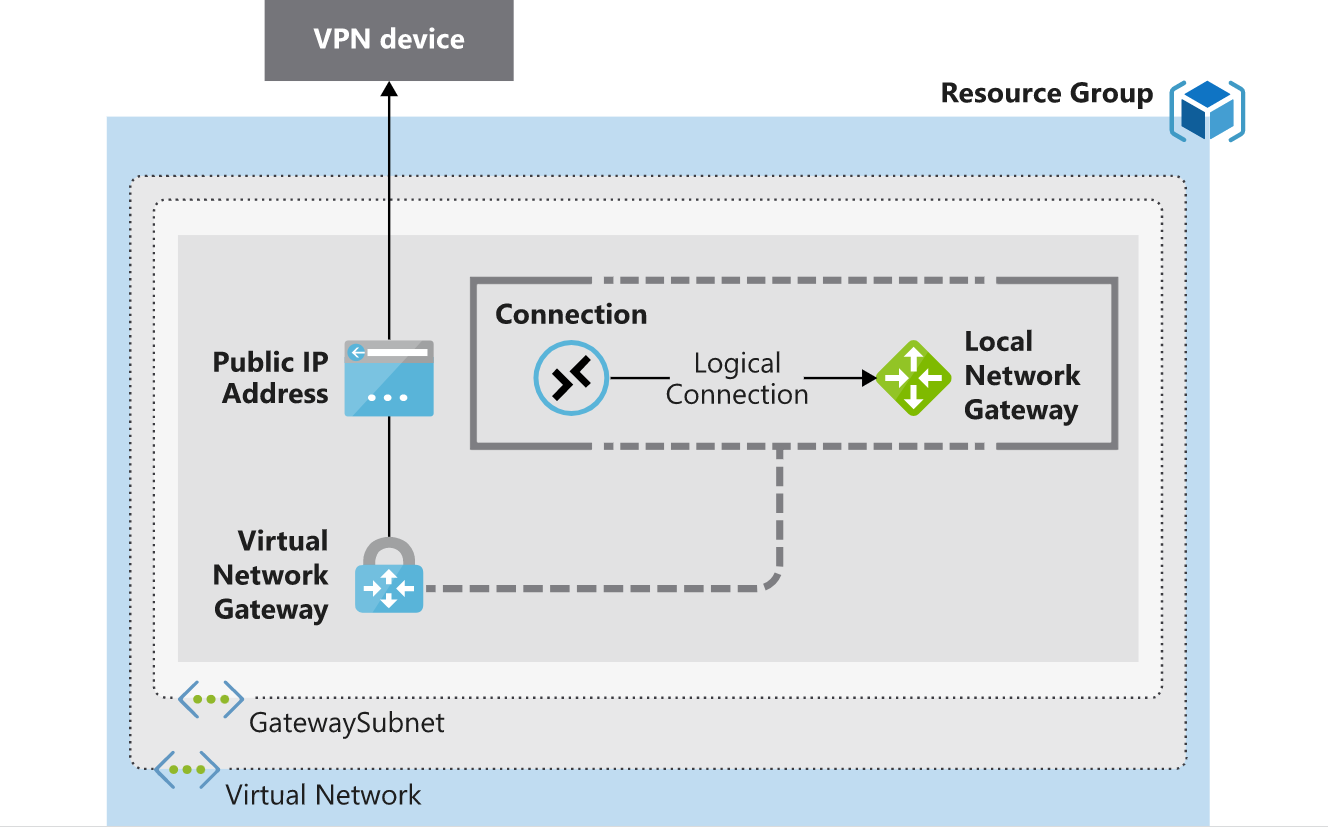 VPN device
Resource Group
Connection
Public IP
Address
Logical
Connection
Local
Network
Gateway
Virtual
Network
Gateway
GatewaySubnet
Virtual Network